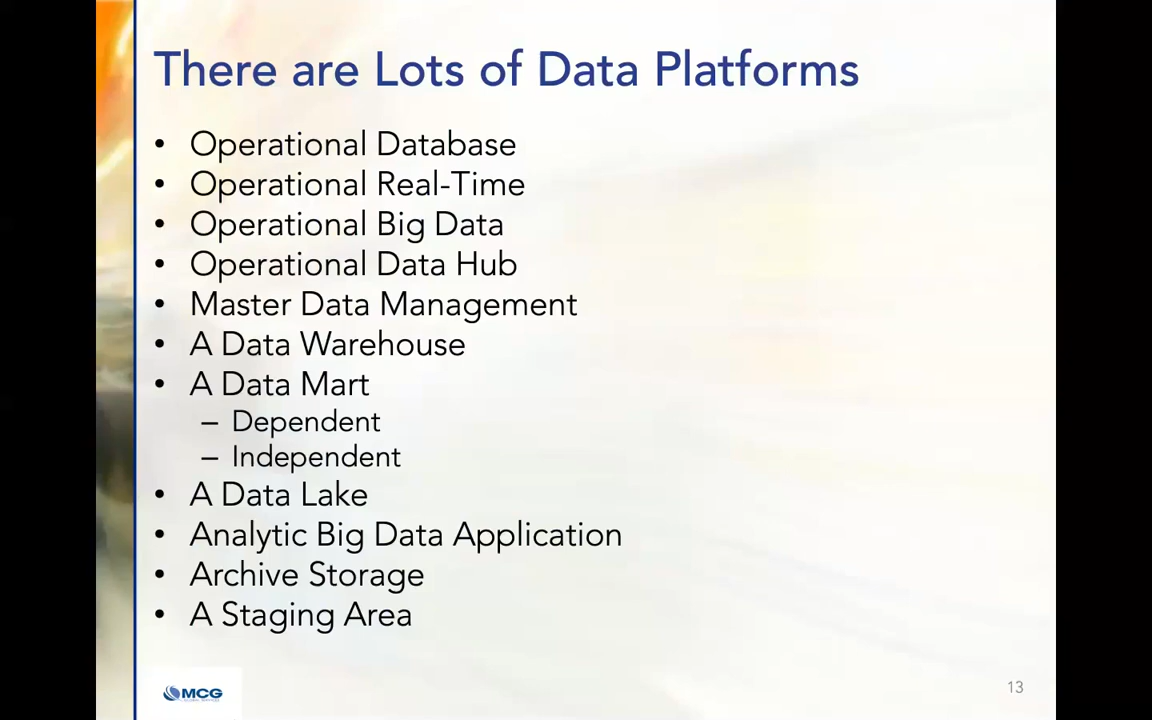 There are Lots of Data Platforms
• Operational Database
• Operational Real-Time
• Operational Big Data
• Operational Data Hub
• Master Data Management
• A Data Warehouse
• A Data Mart
– Dependent
– Independent
• A Data Lake
• Analytic Big Data Application
• Archive Storage
• A Staging Area
MCG
13